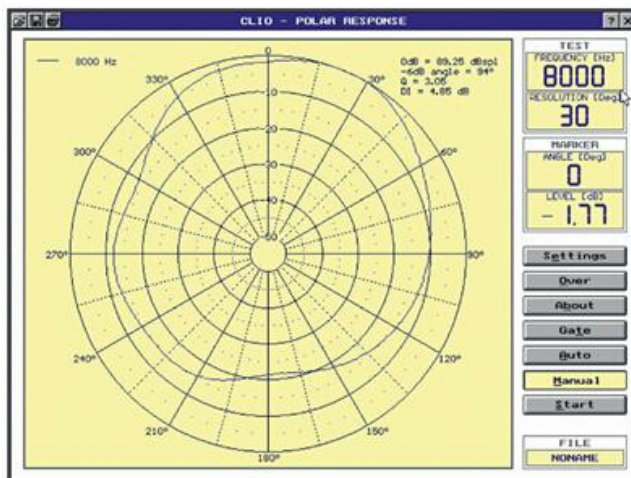 CLIO - POLAR RESPONSE
? X
8000 Hz
0dB = 89.25 dBspl
-6dB angle = 94°
Q = 3.05
DI = 4.85 dB
0
330°
30°
-10
-20
300°
60°
-30
-40
-50
270°
90°
240°
120°
210°
150°
180°
TEST
FREQUENCY [Hz]
8000
RESOLUTION [Deg]
30
MARKER
ANGLE [Deg]
0
LEVEL [dB]
-1.77
Settings
Over
About
Gate
Auto
Manual
Start
FILE
NONAME